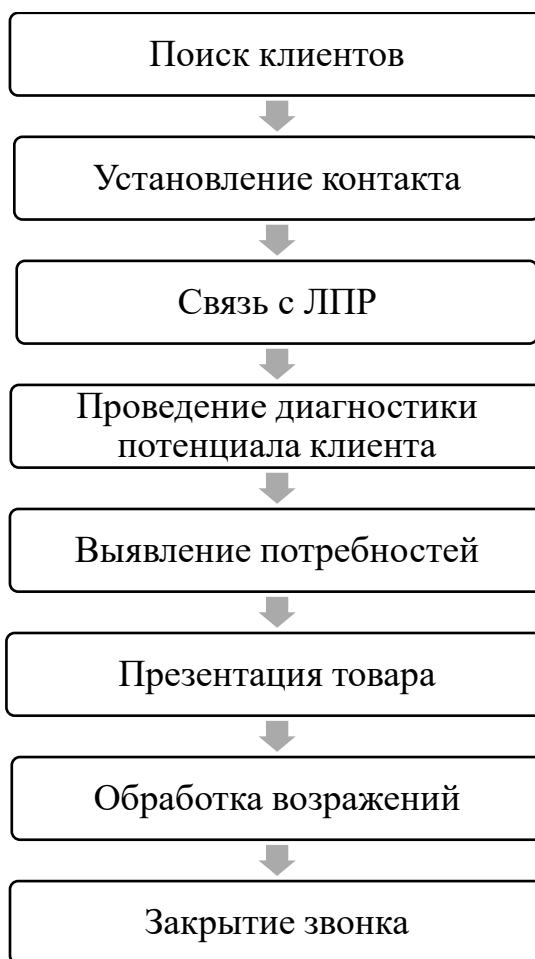 Поиск клиентов
Установление контакта
Связь с ЛПР
Проведение диагностики
потенциала клиента
Выявление потребностей
Презентация товара
Обработка возражений
Закрытие звонка